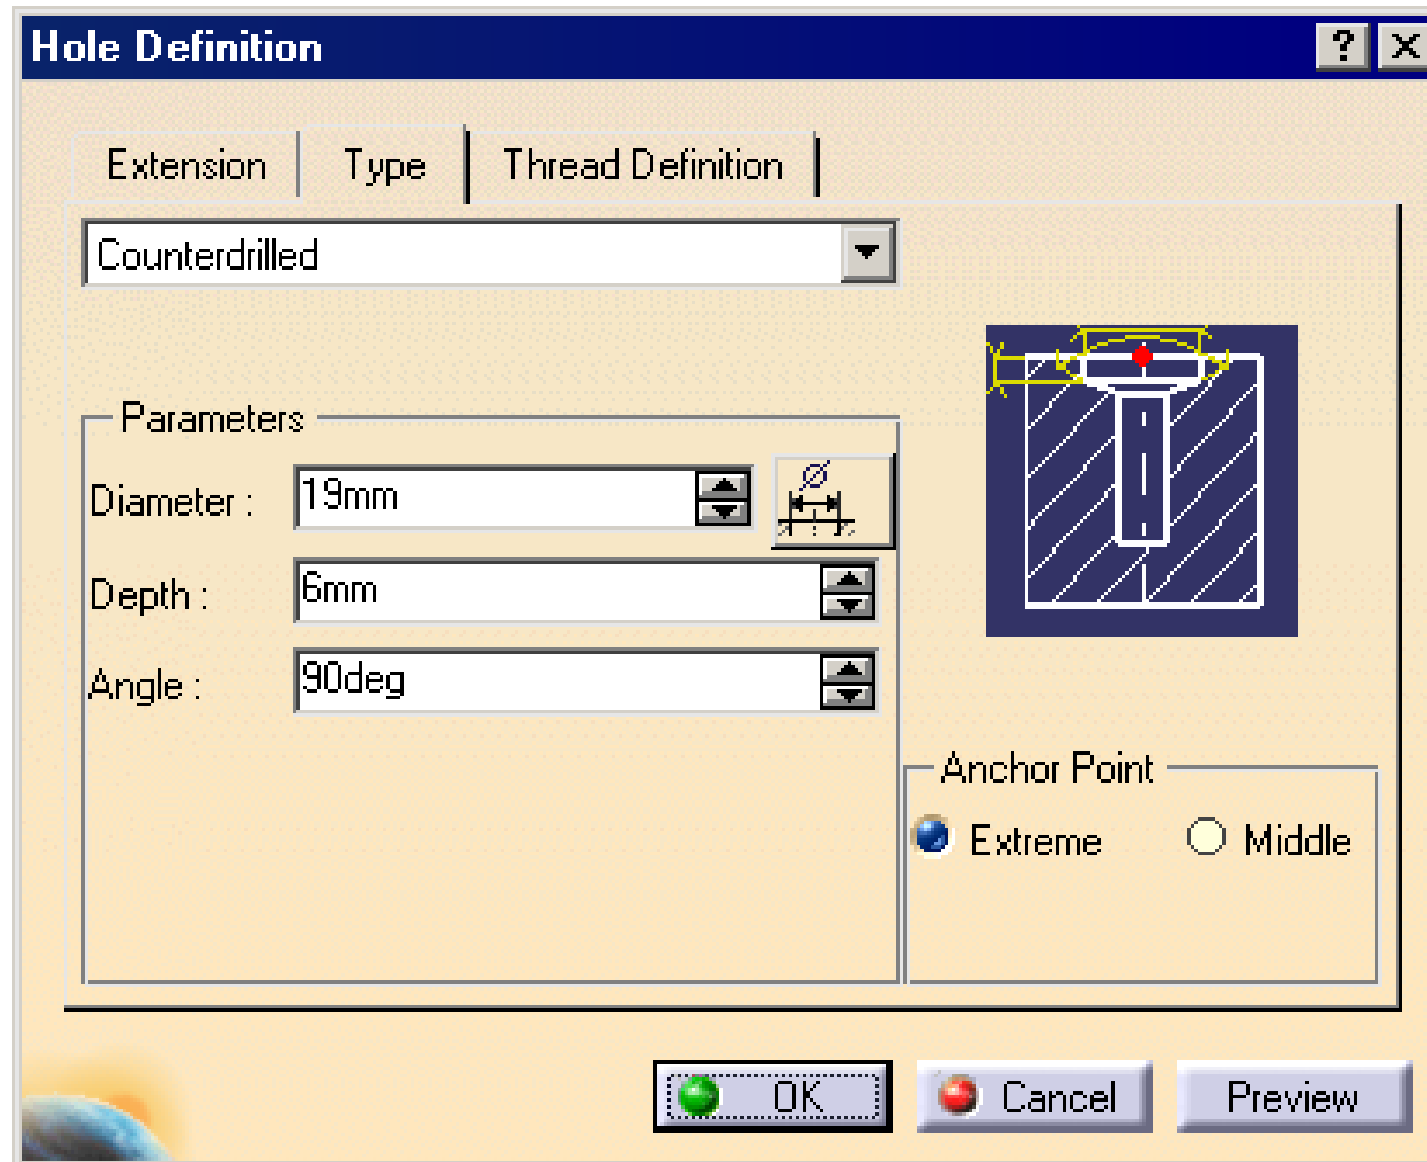 Hole Definition
? X
Extension Type Thread Definition
Counterdrilled
Parameters
Diameter : 19mm
Ø
Depth : 6mm
Angle : 90deg
Anchor Point
Extreme Middle
OK Cancel Preview